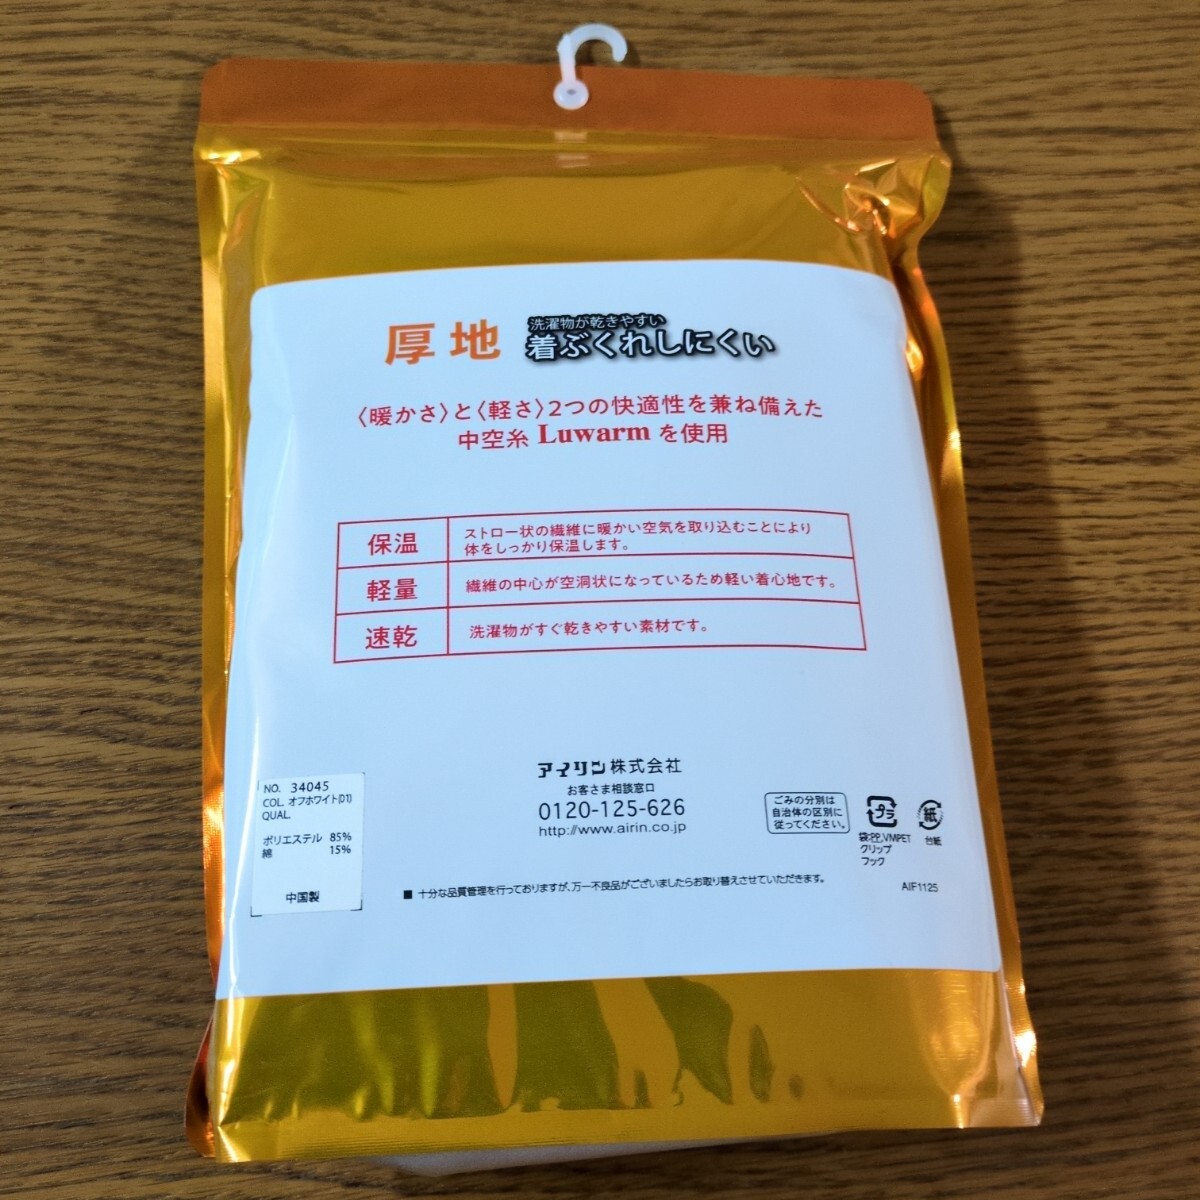 厚地
洗濯物が乾きやすい
着ぶくれしにくい
〈暖かさ〉と〈軽さ〉2つの快適性を兼ね備えた
中空糸 Luwarm を使用
保温
ストロー状の繊維に暖かい空気を取り込むことにより
体をしっかり保温します。
軽量
繊維の中心が空洞状になっているため軽い着心地です。
速乾
洗濯物がすぐ乾きやすい素材です。
アイリン株式会社
お客さま相談窓口
0120-125-626
http://www.airin.co.jp
NO. 34045
COL. オフホワイト(01)
QUAL.
ポリエステル 85%
綿 15%
中国製
ごみの分別は
自治体の区別に
従ってください。
プラ
袋:PP,VMPET
クリップ
フック
紙
台紙
■ 十分な品質管理を行っておりますが、万一不良品がございましたらお取り替えさせていただきます。
AIF1125